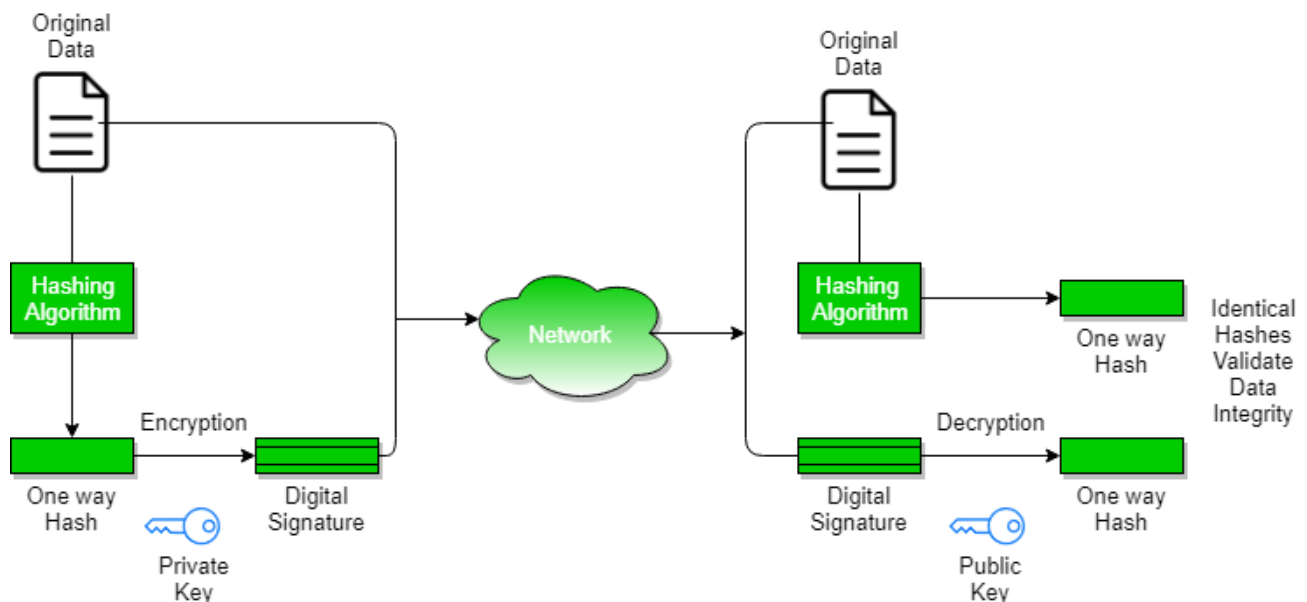 Original
Data
Hashing
Algorithm
Encryption
One way
Hash
Private
Key
Digital
Signature
Network
Original
Data
Hashing
Algorithm
One way
Hash
Identical
Hashes
Validate
Data
Integrity
Decryption
Digital
Signature
Public
Key
One way
Hash